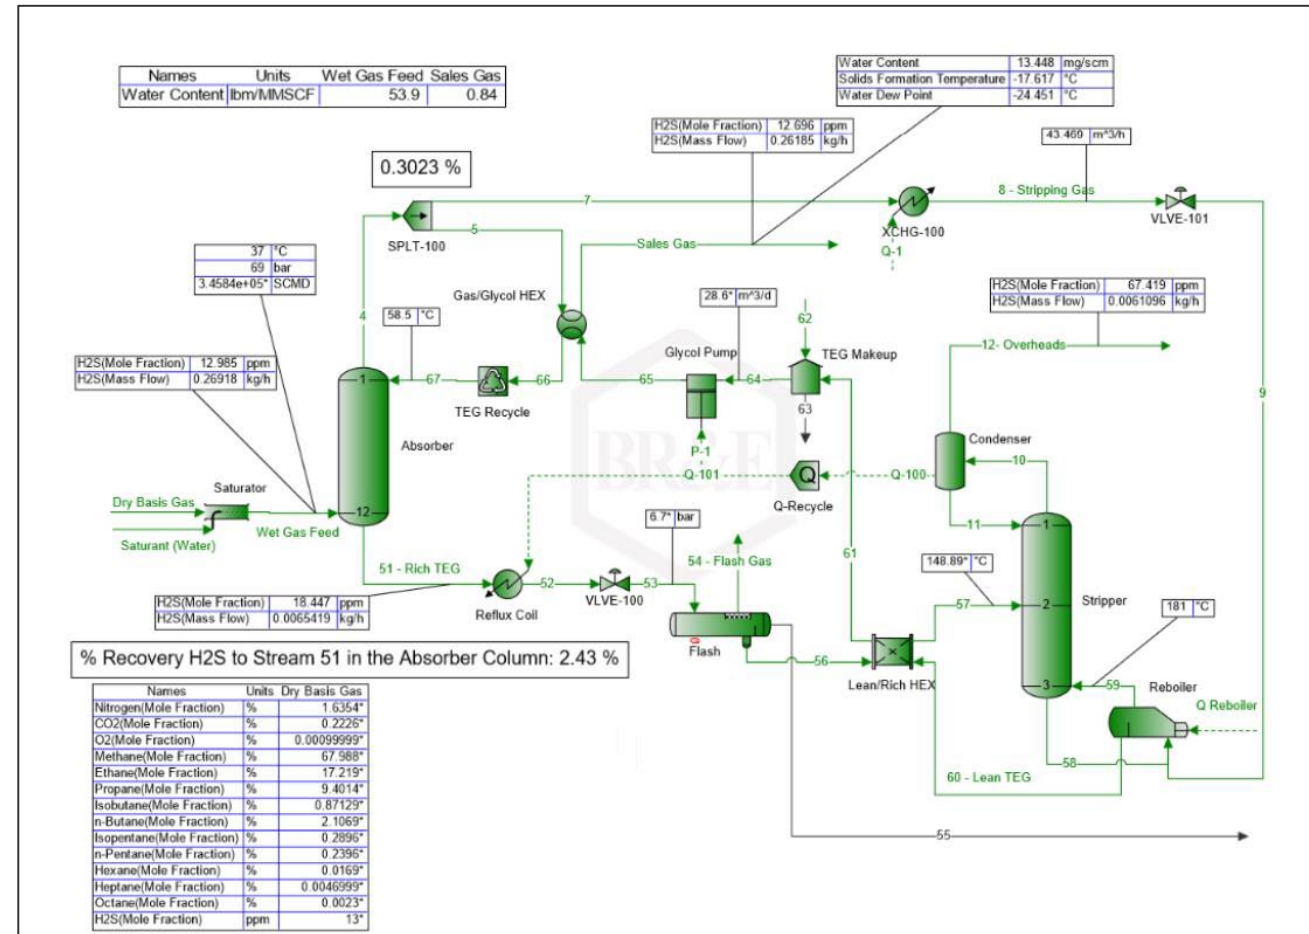 Names Units Wet Gas Feed Sales Gas
Water Content lbm/MMSCF 53.9 0.84
Water Content 13.448 mg/scm
Solids Formation Temperature -17.617 °C
Water Dew Point -24.451 °C
H2S(Mole Fraction) 12.696 ppm
H2S(Mass Flow) 0.26185 kg/h
43.469 m^3/h
0.3023 %
7
8 - Stripping Gas
SPLT-100
5
XCHG-100
VLVE-101
Q-1
Sales Gas
37 °C
69 bar
3.4584e+05* SCMD
4
Gas/Glycol HEX
58.5 °C
28.6* m^3/d
H2S(Mole Fraction) 67.419 ppm
H2S(Mass Flow) 0.0061096 kg/h
62
12- Overheads
Glycol Pump
TEG Makeup
H2S(Mole Fraction) 12.985 ppm
H2S(Mass Flow) 0.26918 kg/h
1
67
66
65
64
63
9
TEG Recycle
Absorber
BR&E
P-1
Q-101
Q-Recycle
Q
Q-100
Condenser
10
11
Saturator
Dry Basis Gas
Saturant (Water)
Wet Gas Feed
12
6.7* bar
1
51 - Rich TEG
54 - Flash Gas
61
148.89* °C
52
53
57
2
Stripper
181 °C
Reflux Coil
VLVE-100
H2S(Mole Fraction) 18.447 ppm
H2S(Mass Flow) 0.0065419 kg/h
Flash
Q
56
Lean/Rich HEX
3
59
Reboiler
Q Reboiler
% Recovery H2S to Stream 51 in the Absorber Column: 2.43 %
58
60 - Lean TEG
55
Names Units Dry Basis Gas
Nitrogen(Mole Fraction) % 1.6354*
CO2(Mole Fraction) % 0.2226*
O2(Mole Fraction) % 0.00099999*
Methane(Mole Fraction) % 67.988*
Ethane(Mole Fraction) % 17.219*
Propane(Mole Fraction) % 9.4014*
Isobutane(Mole Fraction) % 0.87129*
n-Butane(Mole Fraction) % 2.1069*
Isopentane(Mole Fraction) % 0.2896*
n-Pentane(Mole Fraction) % 0.2396*
Hexane(Mole Fraction) % 0.0169*
Heptane(Mole Fraction) % 0.0046999*
Octane(Mole Fraction) % 0.0023*
H2S(Mole Fraction) ppm 13*